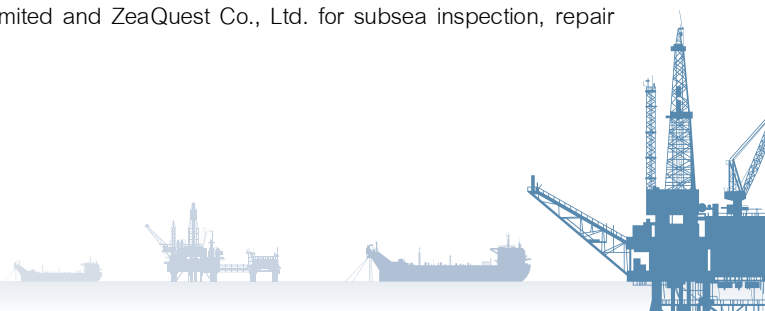 mited and ZeaQuest Co., Ltd. for subsea inspection, repair